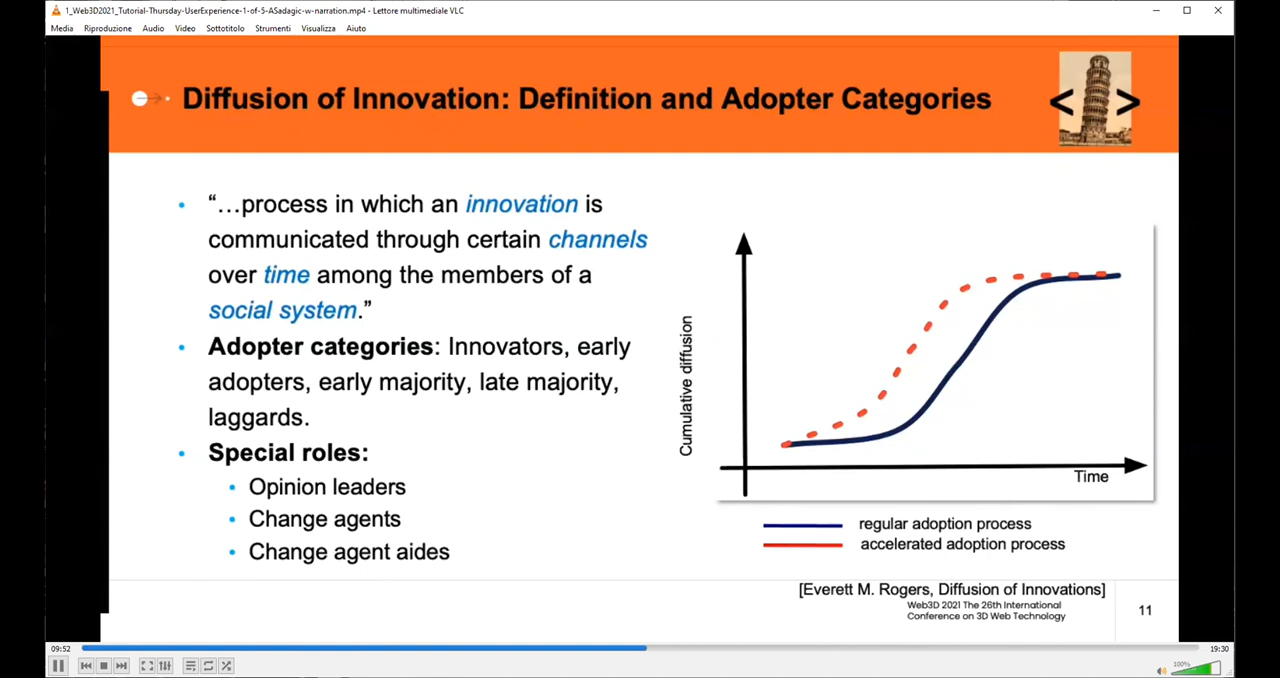 1_Web3D2021_Tutorial-Thursday-UserExperience-1-of-5-ASadagic-w-narration.mp4 - Lettore multimediale VLC
Media Riproduzione Audio Video Sottotitolo Strumenti Visualizza Aiuto
Diffusion of Innovation: Definition and Adopter Categories
< >
• “…process in which an innovation is
communicated through certain channels
over time among the members of a
social system.”
• Adopter categories: Innovators, early
adopters, early majority, late majority,
laggards.
• Special roles:
• Opinion leaders
• Change agents
• Change agent aides
Cumulative diffusion
Time
regular adoption process
accelerated adoption process
[Everett M. Rogers, Diffusion of Innovations]
Web3D 2021 The 26th International
Conference on 3D Web Technology
11
09:52
19:30
100%